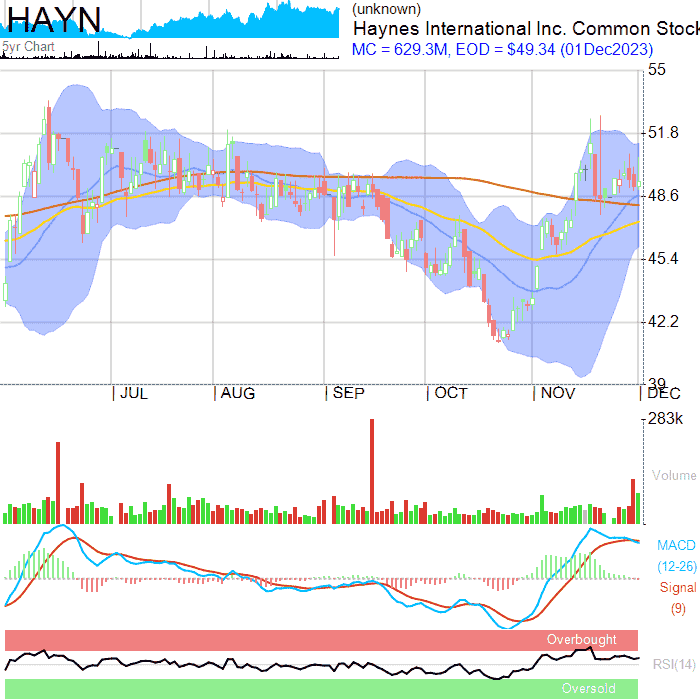 HAYN
5yr Chart
(unknown)
Haynes International Inc. Common Stoc
MC = 629.3M, EOD = $49.34 (01Dec2023)
55
51.8
48.6
45.4
42.2
39
JUL
AUG
SEP
OCT
NOV
DEC
283k
Volume
MACD
(12-26)
Signal
(9)
Overbought
RSI(14)
Oversold